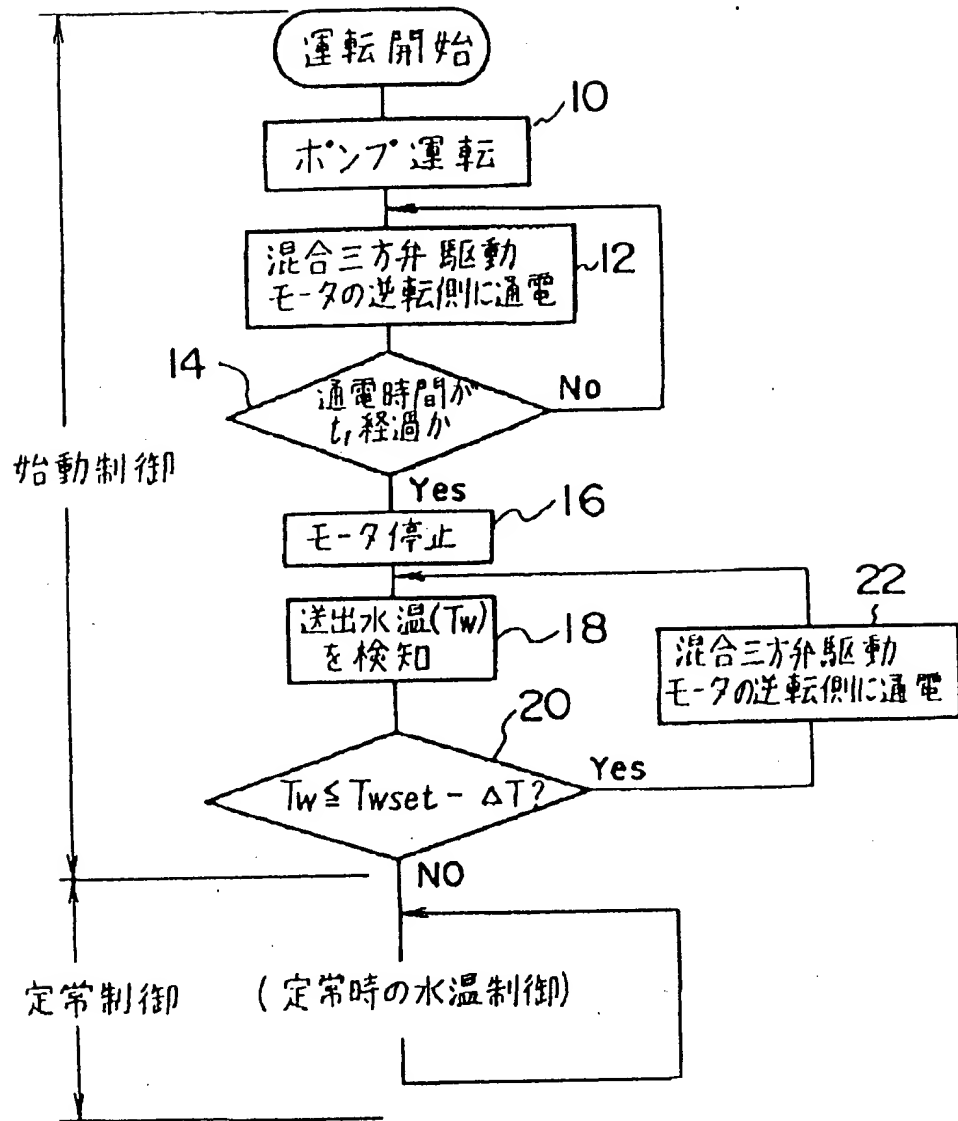 運転開始
10
ポンプ運転
混合三方弁駆動
モータの逆転側に通電
12
14
通電時間が
t₁経過か
No
Yes
始動制御
16
モータ停止
送出水温(Tw)
を検知
18
22
混合三方弁駆動
モータの逆転側に通電
20
Tw≦Twset-ΔT?
Yes
NO
定常制御
(定常時の水温制御)